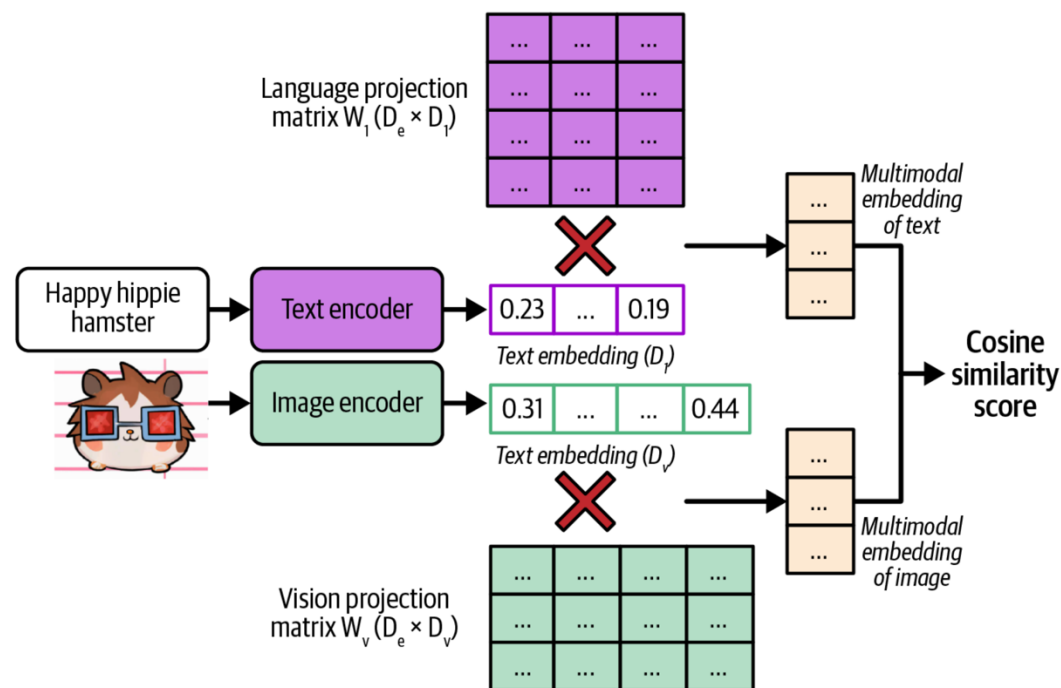 ... ... ...
... ... ...
... ... ...
... ... ...
Language projection
matrix W₁ (Dₑ × D₁)
Multimodal
embedding
of text
...
...
...
Happy hippie
hamster
Text encoder
0.23 ... 0.19
Text embedding (Dₗ)
Image encoder
0.31 ... ... 0.44
Text embedding (Dᵥ)
Cosine
similarity
score
...
...
...
Multimodal
embedding
of image
Vision projection
matrix Wᵥ (Dₑ × Dᵥ)
... ... ... ...
... ... ... ...
... ... ... ...